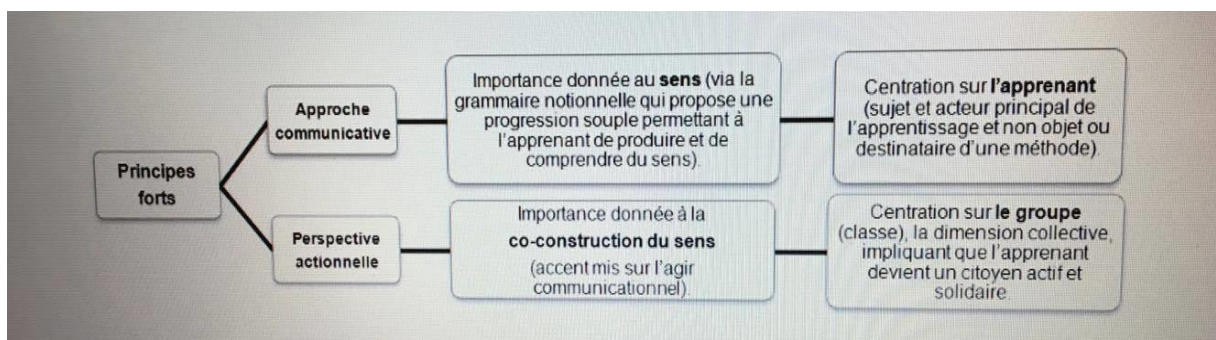 Principes
forts
Approche
communicative
Importance donnée au sens (via la
grammaire notionnelle qui propose une
progression souple permettant à
l'apprenant de produire et de
comprendre du sens).
Centration sur l'apprenant
(sujet et acteur principal de
l'apprentissage et non objet ou
destinataire d'une méthode).
Perspective
actionnelle
Importance donnée à la
co-construction du sens
(accent mis sur l'agir
communicationnel).
Centration sur le groupe
(classe), la dimension collective,
impliquant que l'apprenant
devient un citoyen actif et
solidaire.